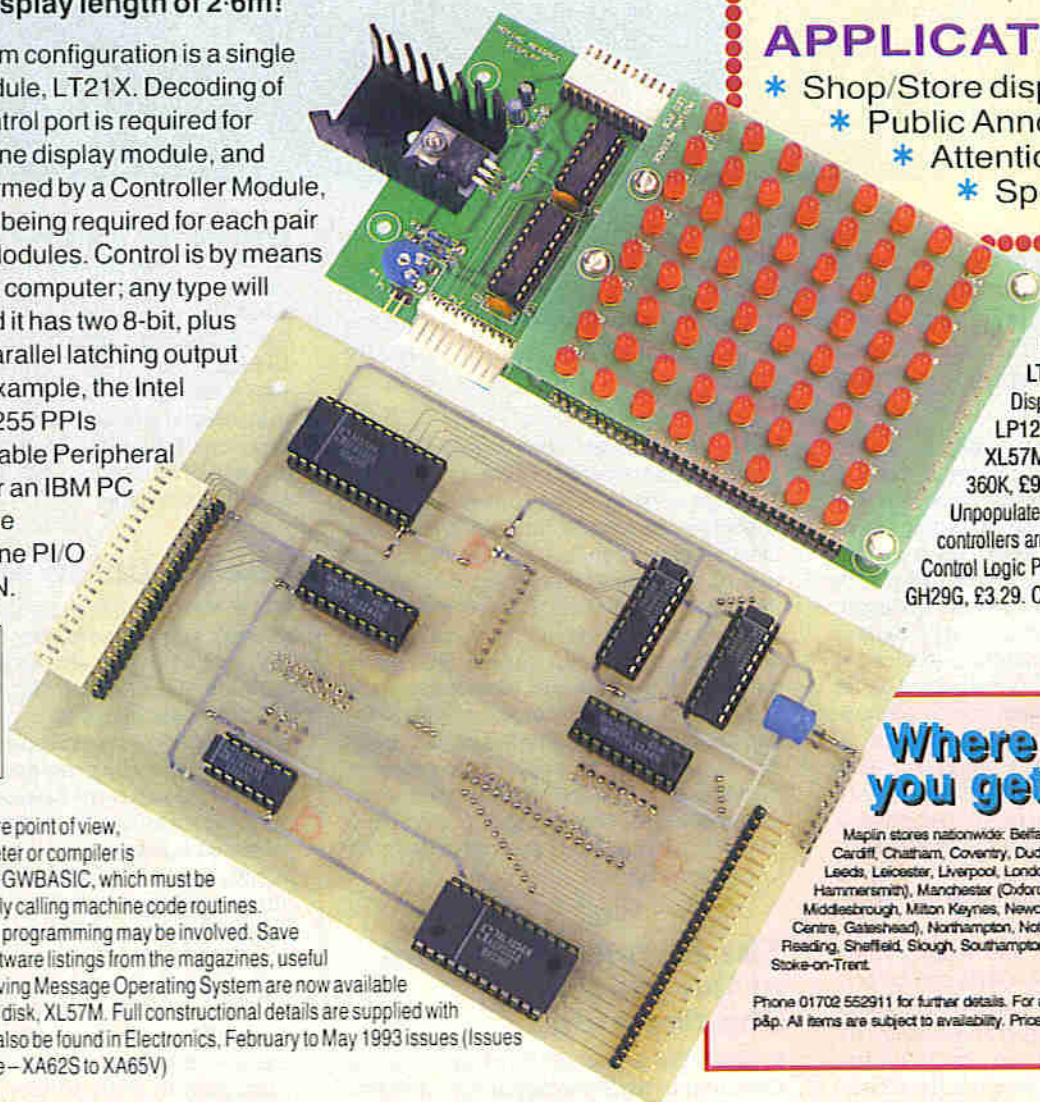 splay length of 2·6m!
m configuration is a single
dule, LT21X. Decoding of
ntrol port is required for
ne display module, and
rmed by a Controller Module,
being required for each pair
Modules. Control is by means
computer; any type will
d it has two 8-bit, plus
arallel latching output
xample, the Intel
255 PPIs
able Peripheral
r an IBM PC
e
ne PI/O
N.
re point of view,
eter or compiler is
GWBASIC, which must be
ly calling machine code routines.
programming may be involved. Save
tware listings from the magazines, useful
ving Message Operating System are now available
disk, XL57M. Full constructional details are supplied with
also be found in Electronics, February to May 1993 issues (Issues
e – XA62S to XA65V)
MOVING MESSAGE
DISPLAY
APPLICAT
* Shop/Store disp
* Public Anno
* Attentio
* Sp
LT
Disp
LP12
XL57M
360K, £9
Unpopulate
controllers ar
Control Logic P
GH29G, £3.29. C
Where
you get
Maplin stores nationwide: Belfa
Cardiff, Chatham, Coventry, Dud
Leeds, Leicester, Liverpool, Londo
Hammersmith), Manchester (Oxford
Middlesbrough, Milton Keynes, Newc
Centre, Gateshead), Northampton, Not
Reading, Sheffield, Slough, Southampto
Stoke-on-Trent.
Phone 01702 552911 for further details. For a
p&p. All items are subject to availability. Price